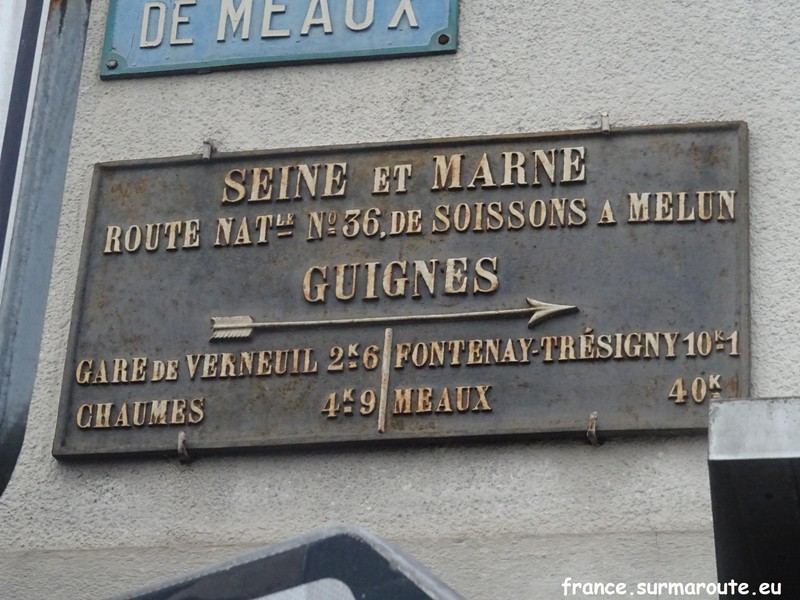 DE MEAUX
SEINE ET MARNE
ROUTE NATLE NO 36, DE SOISSONS A MELUN
GUIGNES
GARE DE VERNEUIL 2K6 FONTENAY-TRÉSIGNY 10K1
CHAUMES 4K9 MEAUX 40K
france.surmaroute.eu